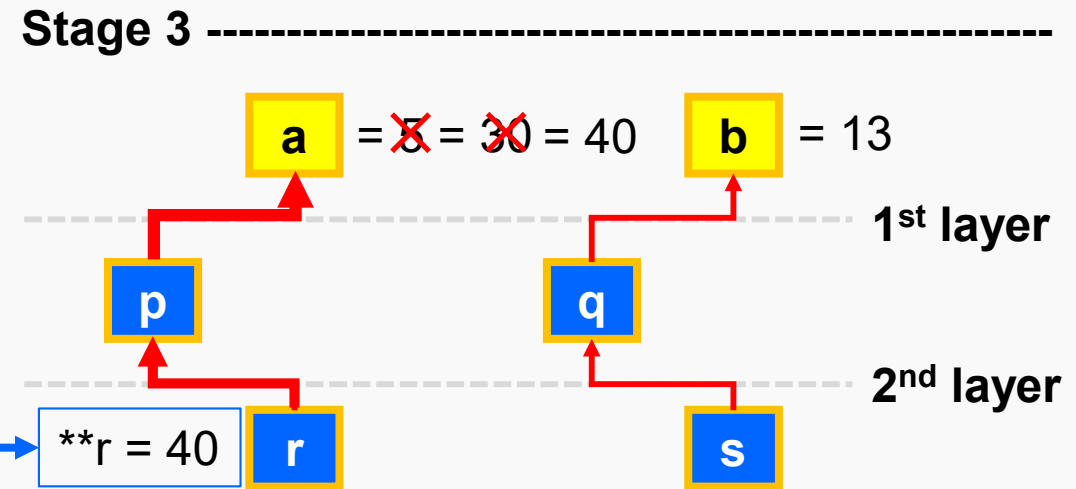 Stage 3 ------------------------------------------------------
a = 5 = 30 = 40 b = 13
1st layer
p q
2nd layer
**r = 40 r s